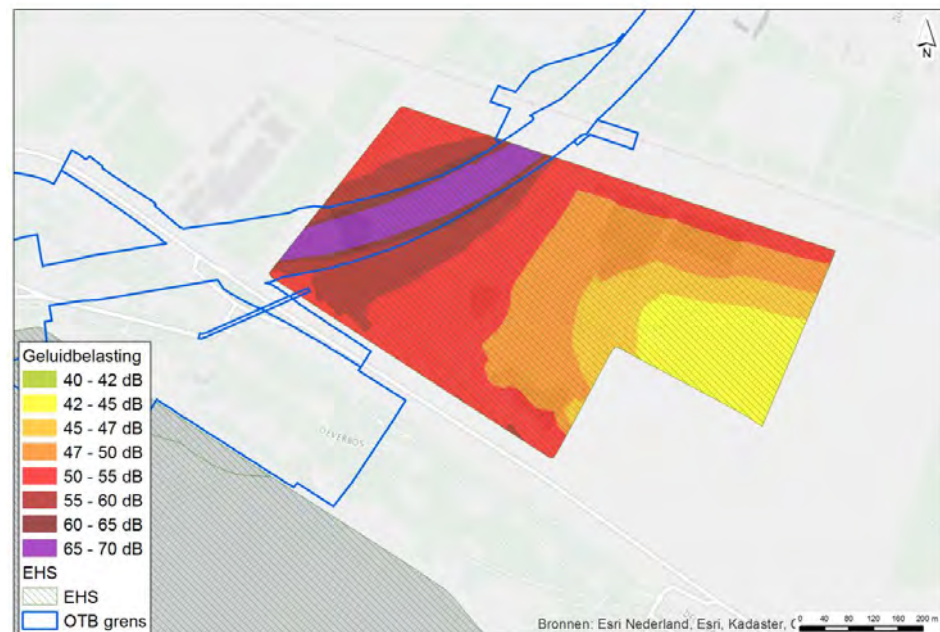 N
OEVERBOS
Geluidbelasting
40 - 42 dB
42 - 45 dB
45 - 47 dB
47 - 50 dB
50 - 55 dB
55 - 60 dB
60 - 65 dB
65 - 70 dB
EHS
EHS
OTB grens
Bronnen: Esri Nederland, Esri, Kadaster,
0 40 80 120 160 200 m